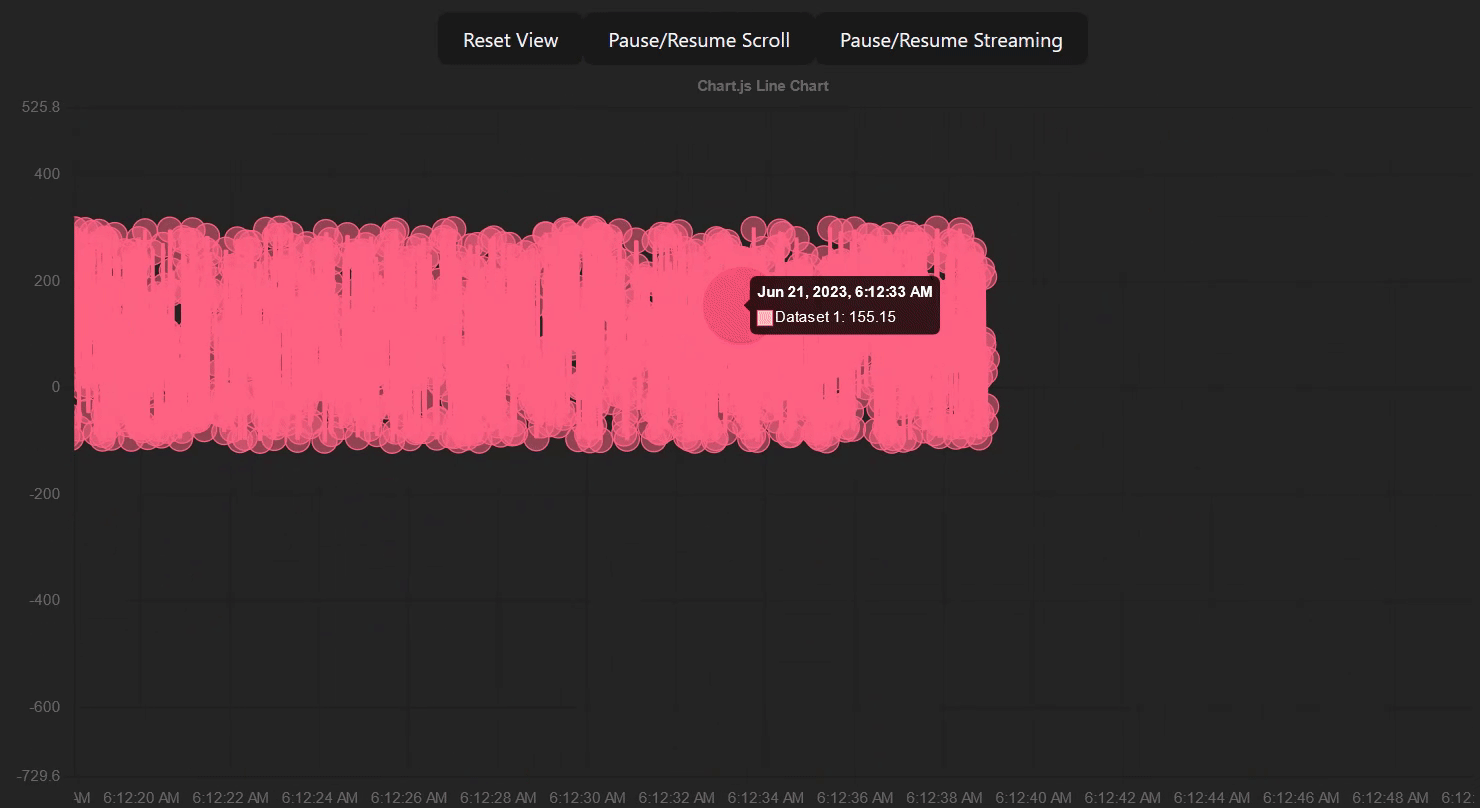 Reset View Pause/Resume Scroll Pause/Resume Streaming
Chart.js Line Chart
525.8
400
200
Jun 21, 2023, 6:12:33 AM
Dataset 1: 155.15
0
-200
-400
-600
-729.6
AM 6:12:20 AM 6:12:22 AM 6:12:24 AM 6:12:26 AM 6:12:28 AM 6:12:30 AM 6:12:32 AM 6:12:34 AM 6:12:36 AM 6:12:38 AM 6:12:40 AM 6:12:42 AM 6:12:44 AM 6:12:46 AM 6:12:48 AM